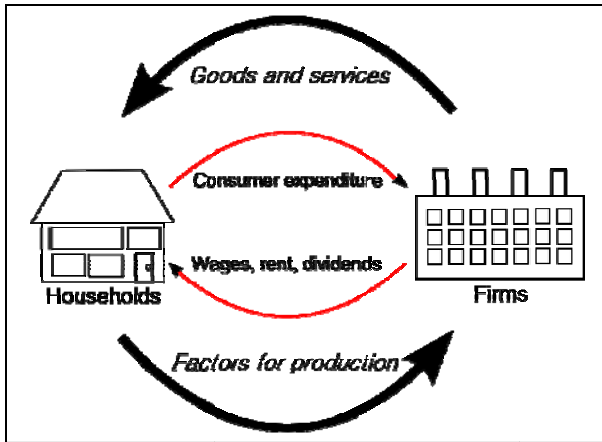 Goods and services
Consumer expenditure
Wages, rent, dividends
Households
Firms
Factors for production